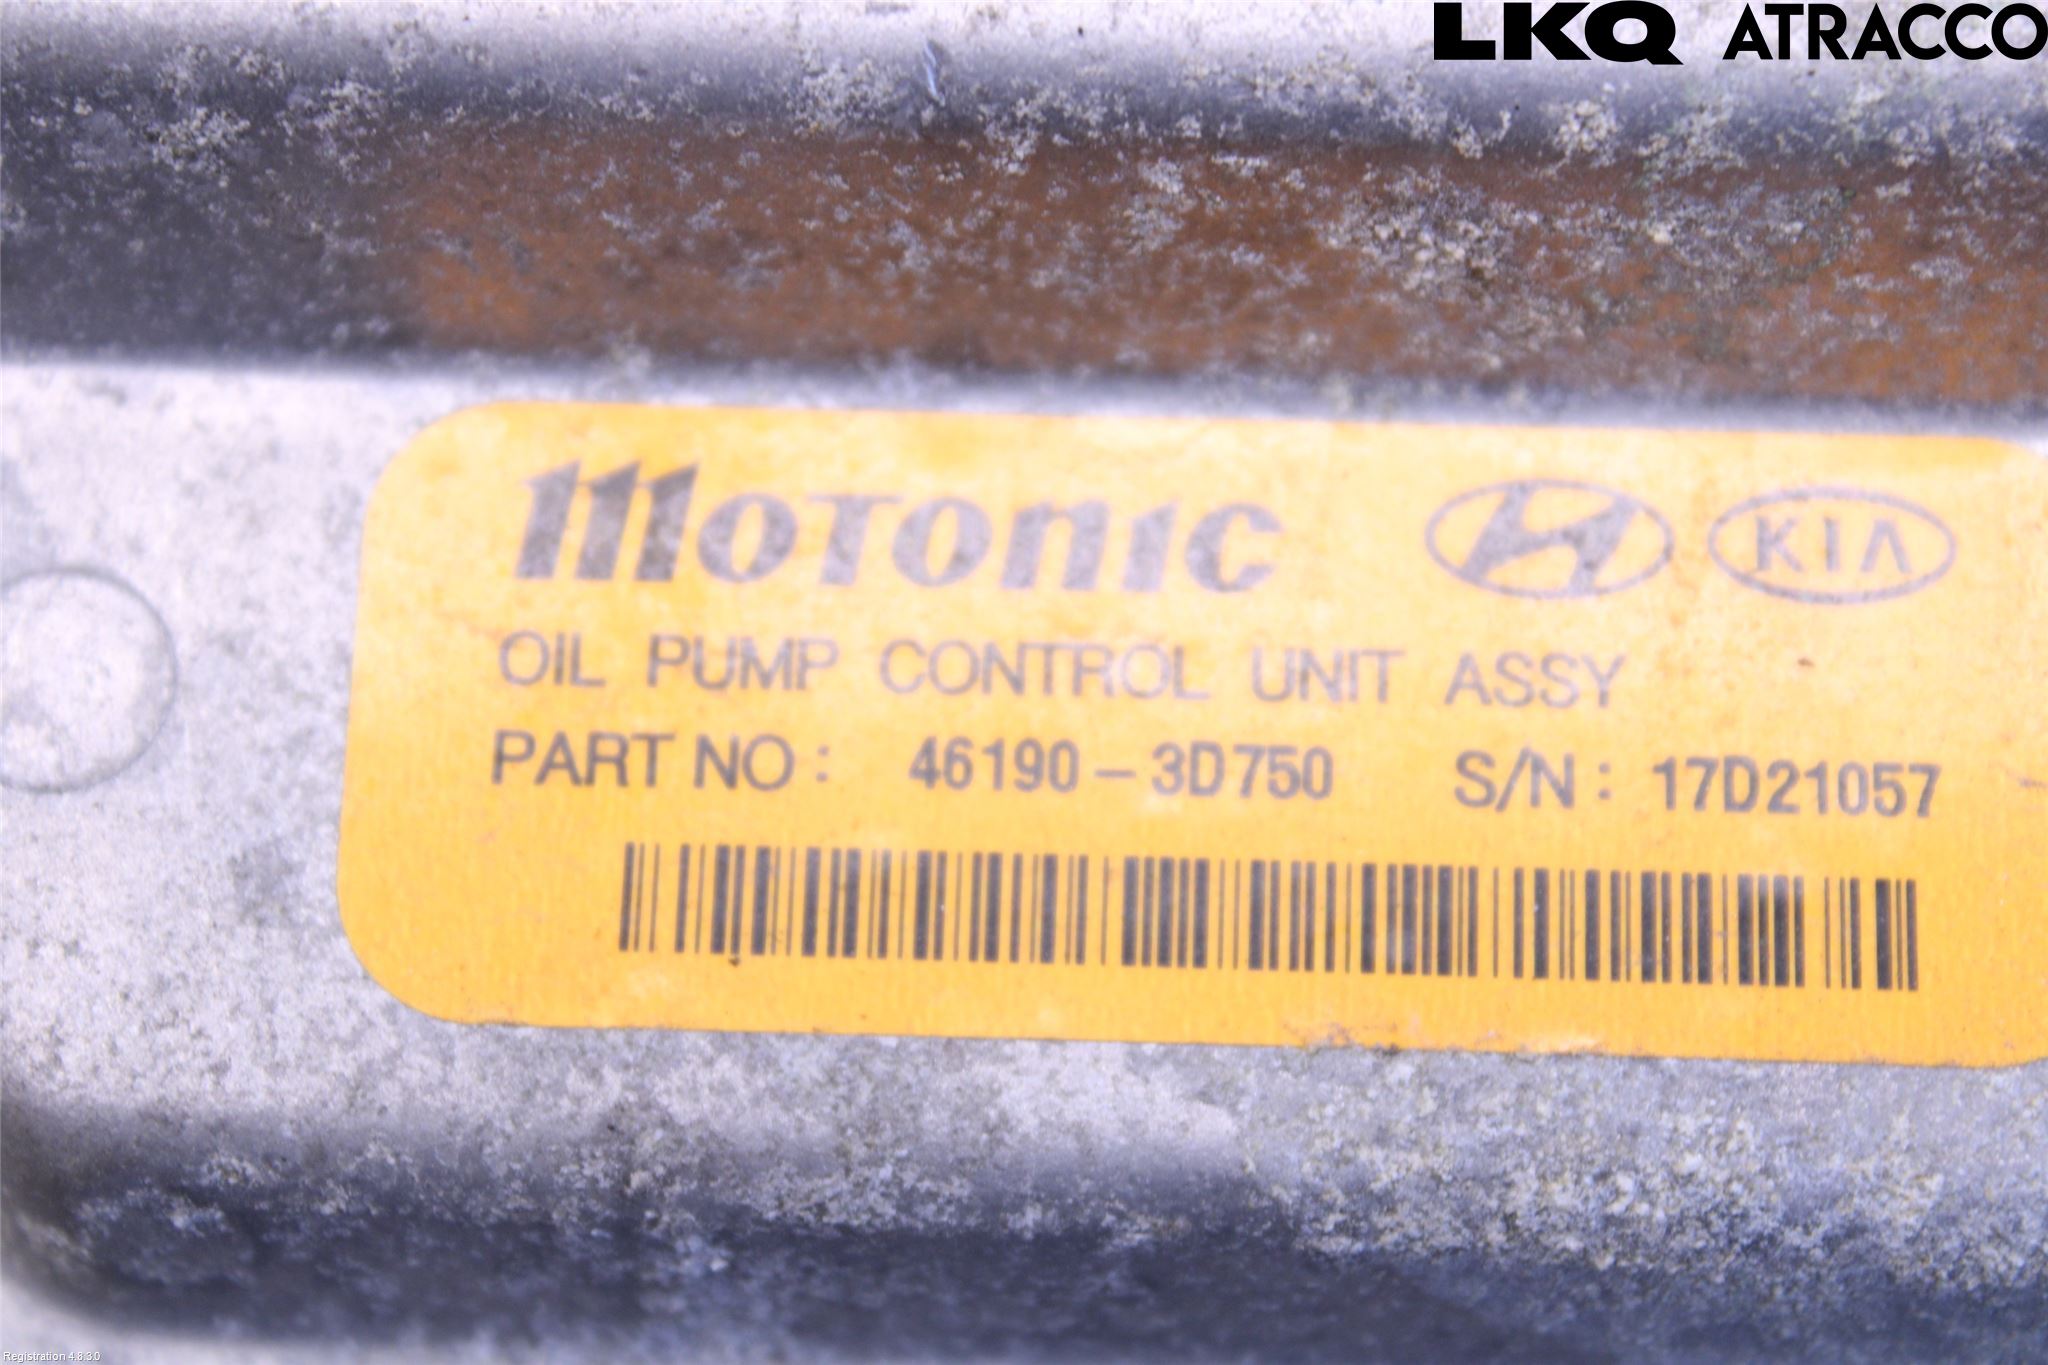 LKQ ATRACCO
MOTONIC KIA
OIL PUMP CONTROL UNIT ASSY
PART NO : 46190-3D750 S/N : 17D21057
Registration 4.8.3.0